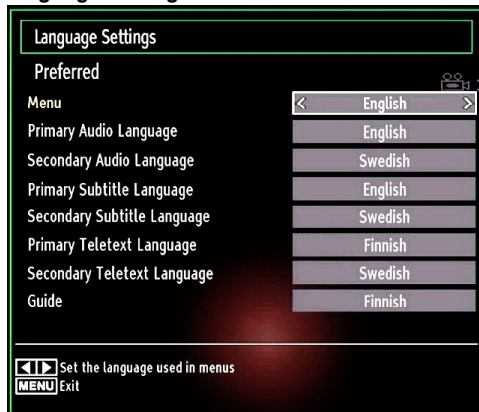 Language Settings
Preferred
Menu < English >
Primary Audio Language English
Secondary Audio Language Swedish
Primary Subtitle Language English
Secondary Subtitle Language Swedish
Primary Teletext Language Finnish
Secondary Teletext Language Swedish
Guide Finnish
Set the language used in menus
MENU Exit